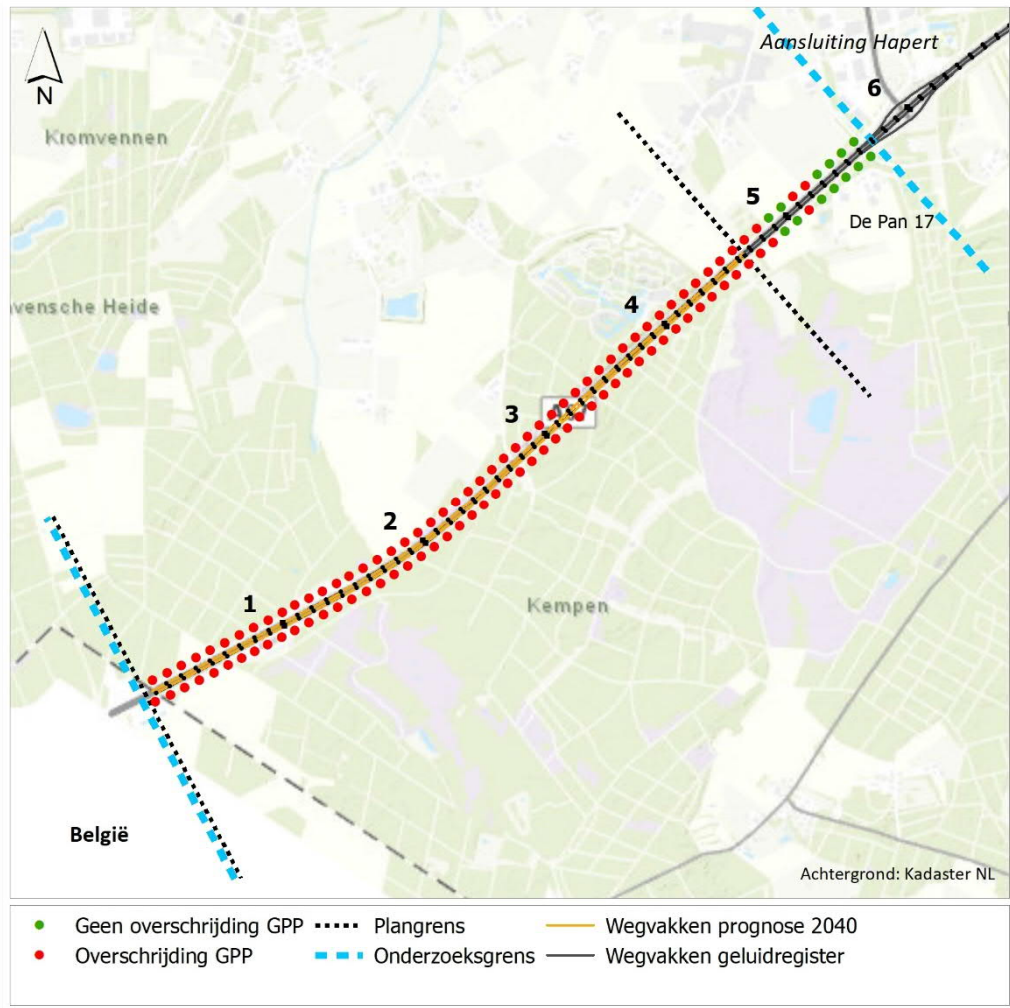 Aansluiting Hapert
6
N
Kromvennen
5
De Pan 17
4
vensche Heide
3
2
1
Kempen
België
Achtergrond: Kadaster NL
Geen overschrijding GPP
Plangrens
Wegvakken prognose 2040
Overschrijding GPP
Onderzoeksgrens
Wegvakken geluidregister